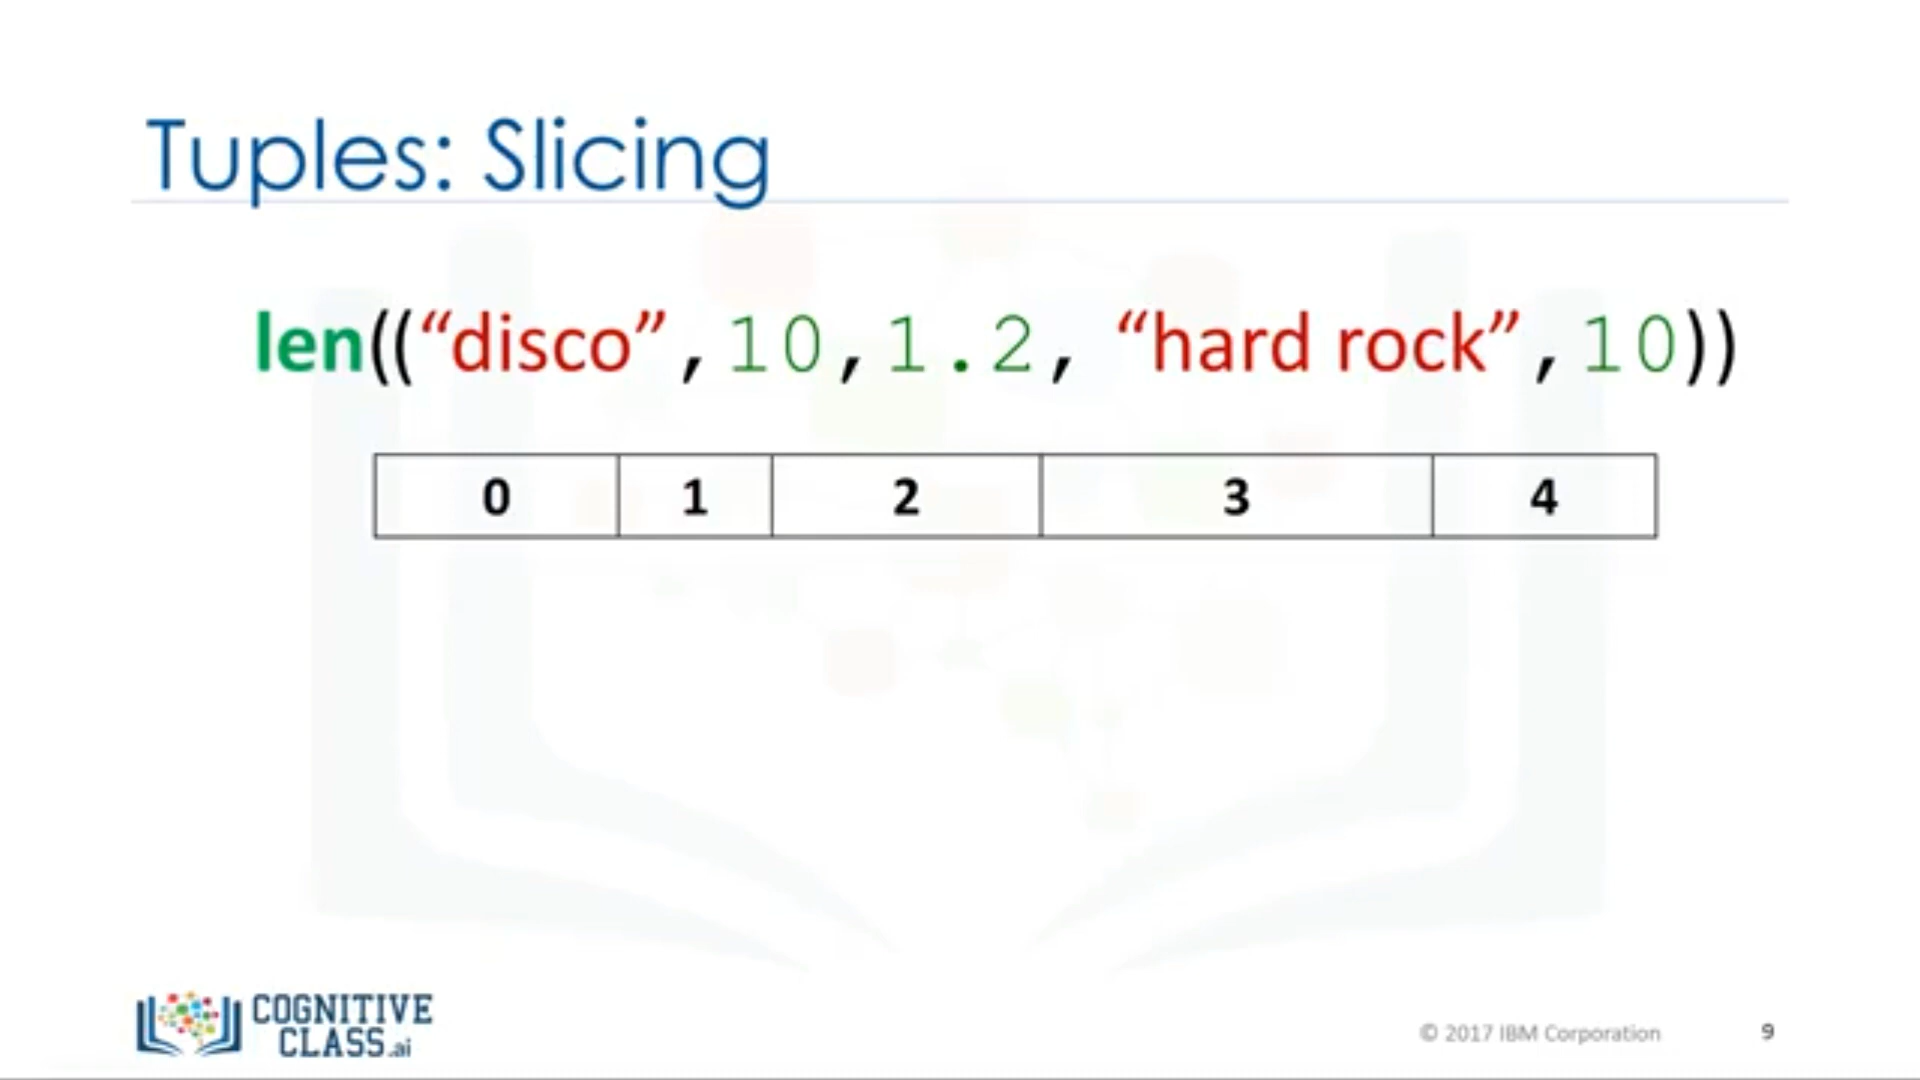 Tuples: Slicing
len((“disco”,10,1.2, “hard rock”,10))
0 1 2 3 4
COGNITIVE
CLASS.ai
© 2017 IBM Corporation 9